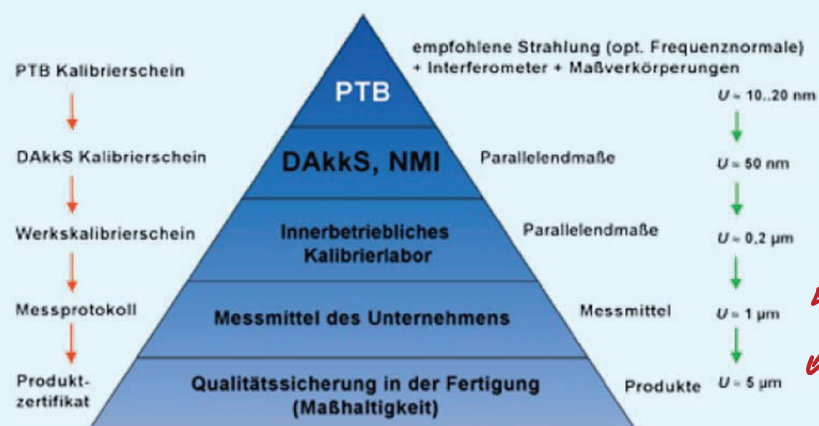 empfohlene Strahlung (opt. Frequenznormale)
+ Interferometer + Maßverkörperungen
PTB Kalibrierschein
PTB
U ≈ 10..20 nm
DAkkS Kalibrierschein
DAkkS, NMI
Parallelendmaße
U ≈ 50 nm
Werkskalibrierschein
Innerbetriebliches
Kalibrierlabor
Parallelendmaße
U ≈ 0,2 µm
Messprotokoll
Messmittel des Unternehmens
Messmittel
U ≈ 1 µm
Produkt-
zertifikat
Qualitätssicherung in der Fertigung
(Maßhaltigkeit)
Produkte
U ≈ 5 µm